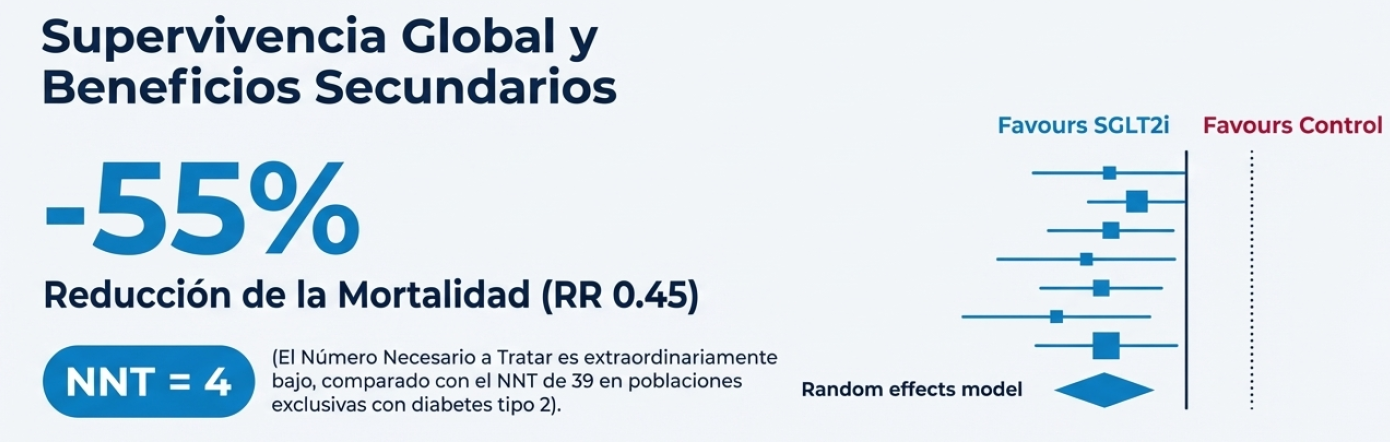 Supervivencia Global y
Beneficios Secundarios
-55%
Reducción de la Mortalidad (RR 0.45)
NNT = 4
(El Número Necesario a Tratar es extraordinariamente
bajo, comparado con el NNT de 39 en poblaciones
exclusivas con diabetes tipo 2).
Favours SGLT2i
Favours Control
Random effects model